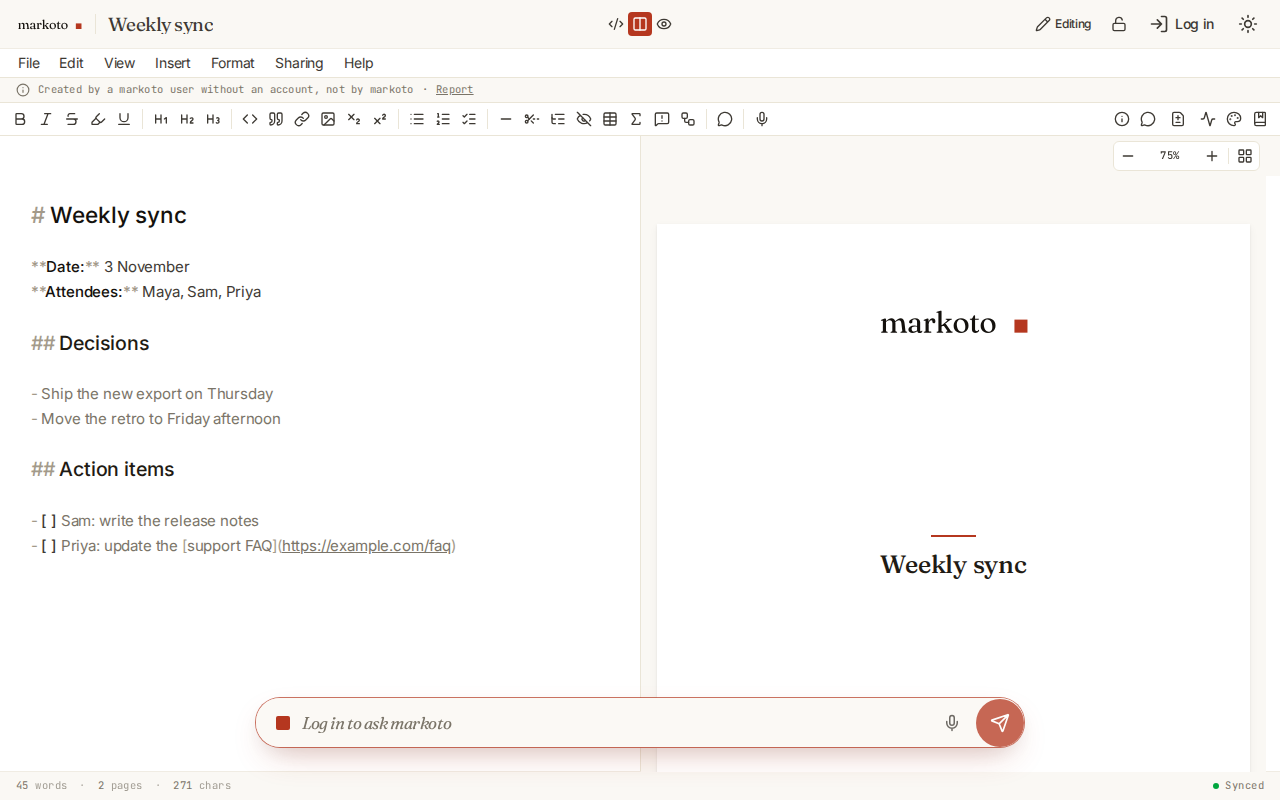 markoto
Weekly sync
Editing
Log in
File Edit View Insert Format Sharing Help
Created by a markoto user without an account, not by markoto · Report
H1 H2 H3
75%
# Weekly sync
**Date:** 3 November
**Attendees:** Maya, Sam, Priya
## Decisions
- Ship the new export on Thursday
- Move the retro to Friday afternoon
## Action items
- [ ] Sam: write the release notes
- [ ] Priya: update the [support FAQ](https://example.com/faq)
markoto
Weekly sync
Log in to ask markoto
45 words · 2 pages · 271 chars
Synced